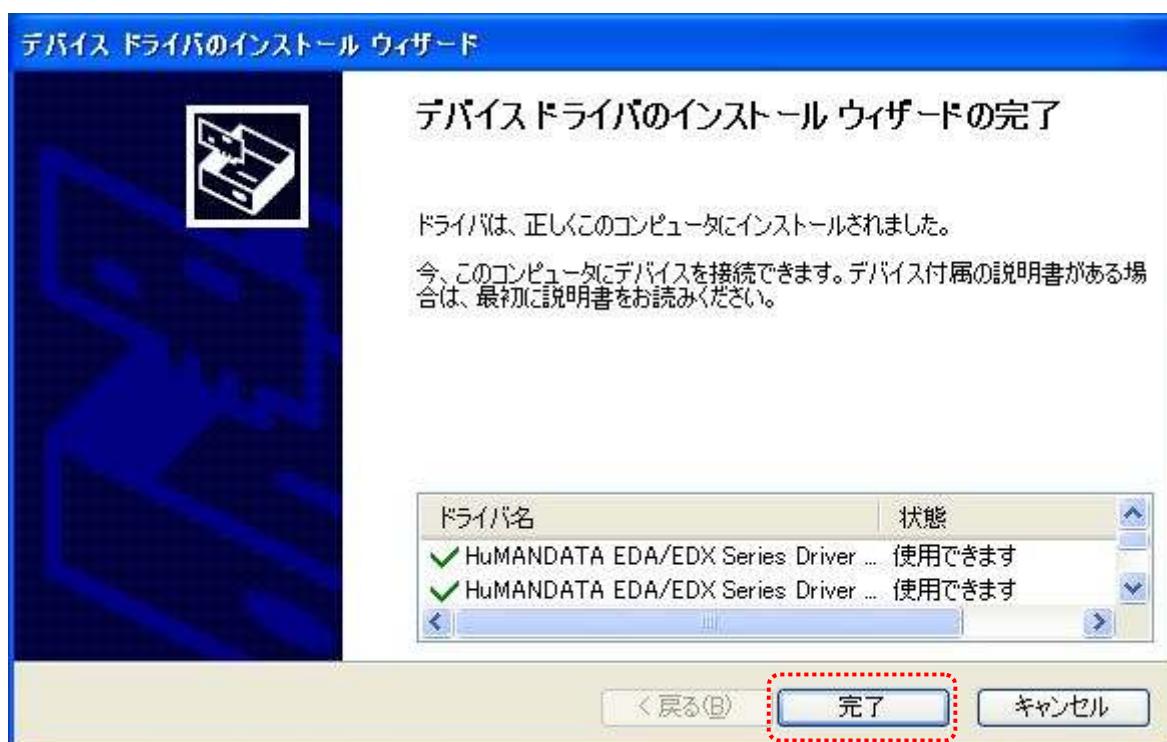 デバイス ドライバのインストール ウィザード
デバイス ドライバのインストール ウィザードの完了
ドライバは、正しくこのコンピュータにインストールされました。
今、このコンピュータにデバイスを接続できます。デバイス付属の説明書がある場
合は、最初に説明書をお読みください。
ドライバ名 状態
HuMANDATA EDA/EDX Series Driver ... 使用できます
HuMANDATA EDA/EDX Series Driver ... 使用できます
< 戻る(B) 完了 キャンセル